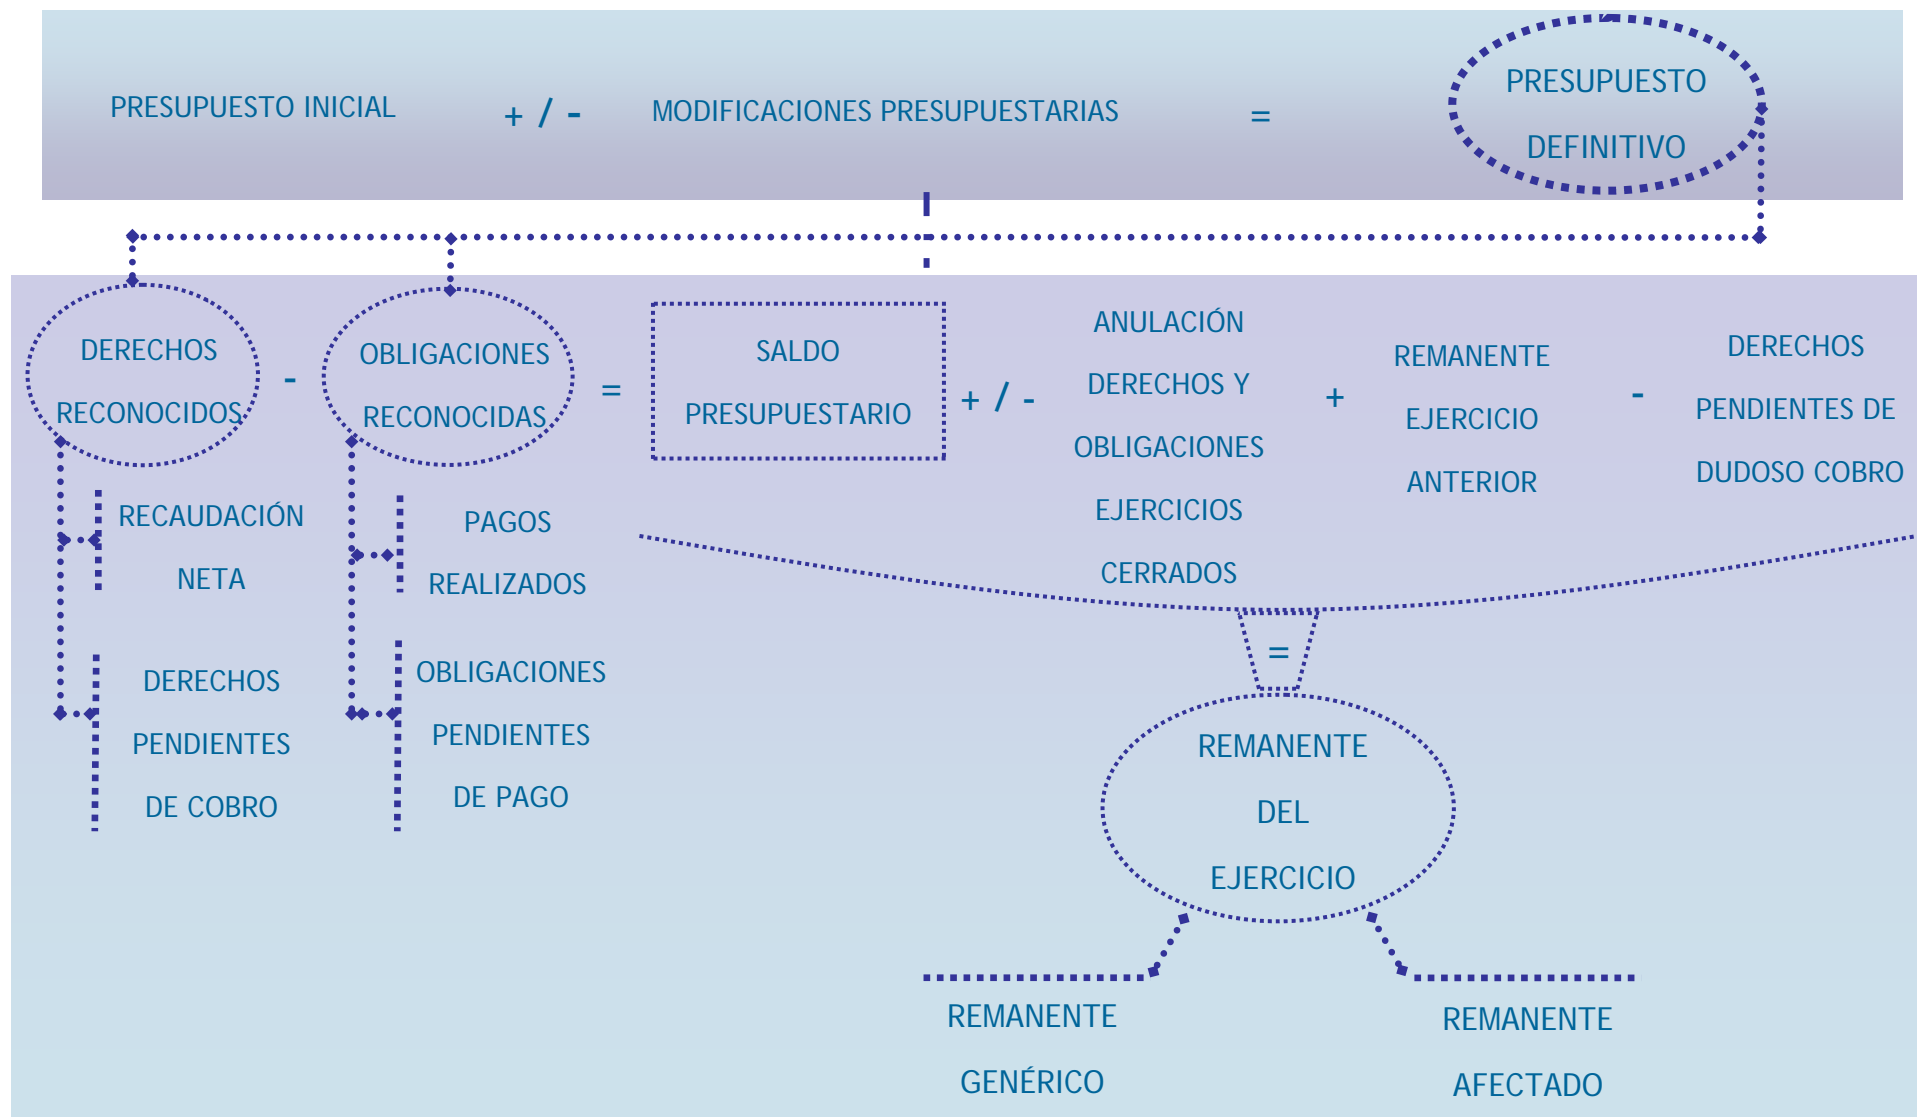 PRESUPUESTO INICIAL + / - MODIFICACIONES PRESUPUESTARIAS =
PRESUPUESTO
DEFINITIVO
DERECHOS
RECONOCIDOS
-
OBLIGACIONES
RECONOCIDAS
=
SALDO
PRESUPUESTARIO
+ / -
ANULACIÓN
DERECHOS Y
OBLIGACIONES
EJERCICIOS
CERRADOS
+
REMANENTE
EJERCICIO
ANTERIOR
-
DERECHOS
PENDIENTES DE
DUDOSO COBRO
RECAUDACIÓN
NETA
PAGOS
REALIZADOS
DERECHOS
PENDIENTES
DE COBRO
OBLIGACIONES
PENDIENTES
DE PAGO
=
REMANENTE
DEL
EJERCICIO
REMANENTE
GENÉRICO
REMANENTE
AFECTADO